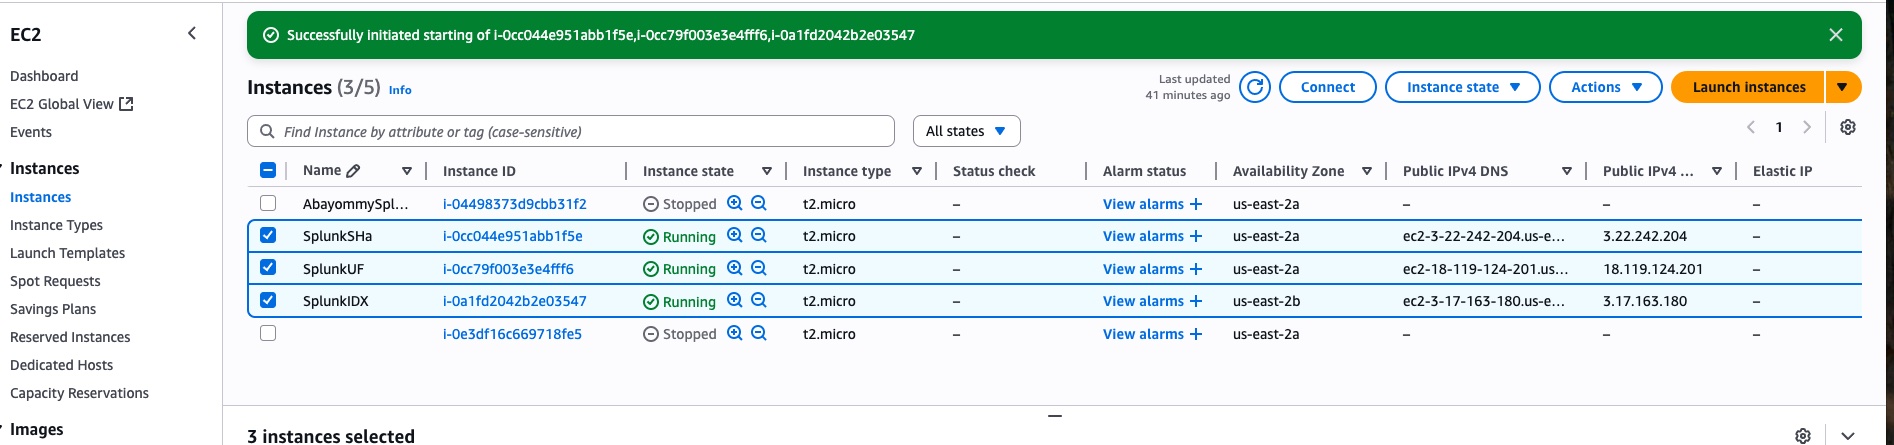 EC2
Dashboard
EC2 Global View
Events
Instances
Instances
Instance Types
Launch Templates
Spot Requests
Savings Plans
Reserved Instances
Dedicated Hosts
Capacity Reservations
Images
Successfully initiated starting of i-0cc044e951abb1f5e,i-0cc79f003e3e4fff6,i-0a1fd2042b2e03547
Instances (3/5) Info
Last updated
41 minutes ago
Connect Instance state Actions Launch instances
Find Instance by attribute or tag (case-sensitive) All states 1
Name Instance ID Instance state Instance type Status check Alarm status Availability Zone Public IPv4 DNS Public IPv4 ... Elastic IP
AbayommySpl... i-04498373d9cbb31f2 Stopped t2.micro – View alarms + us-east-2a – – –
SplunkSHa i-0cc044e951abb1f5e Running t2.micro – View alarms + us-east-2a ec2-3-22-242-204.us-e... 3.22.242.204 –
SplunkUF i-0cc79f003e3e4fff6 Running t2.micro – View alarms + us-east-2a ec2-18-119-124-201.us... 18.119.124.201 –
SplunkIDX i-0a1fd2042b2e03547 Running t2.micro – View alarms + us-east-2b ec2-3-17-163-180.us-e... 3.17.163.180 –
i-0e3df16c669718fe5 Stopped t2.micro – View alarms + us-east-2a – – –
3 instances selected